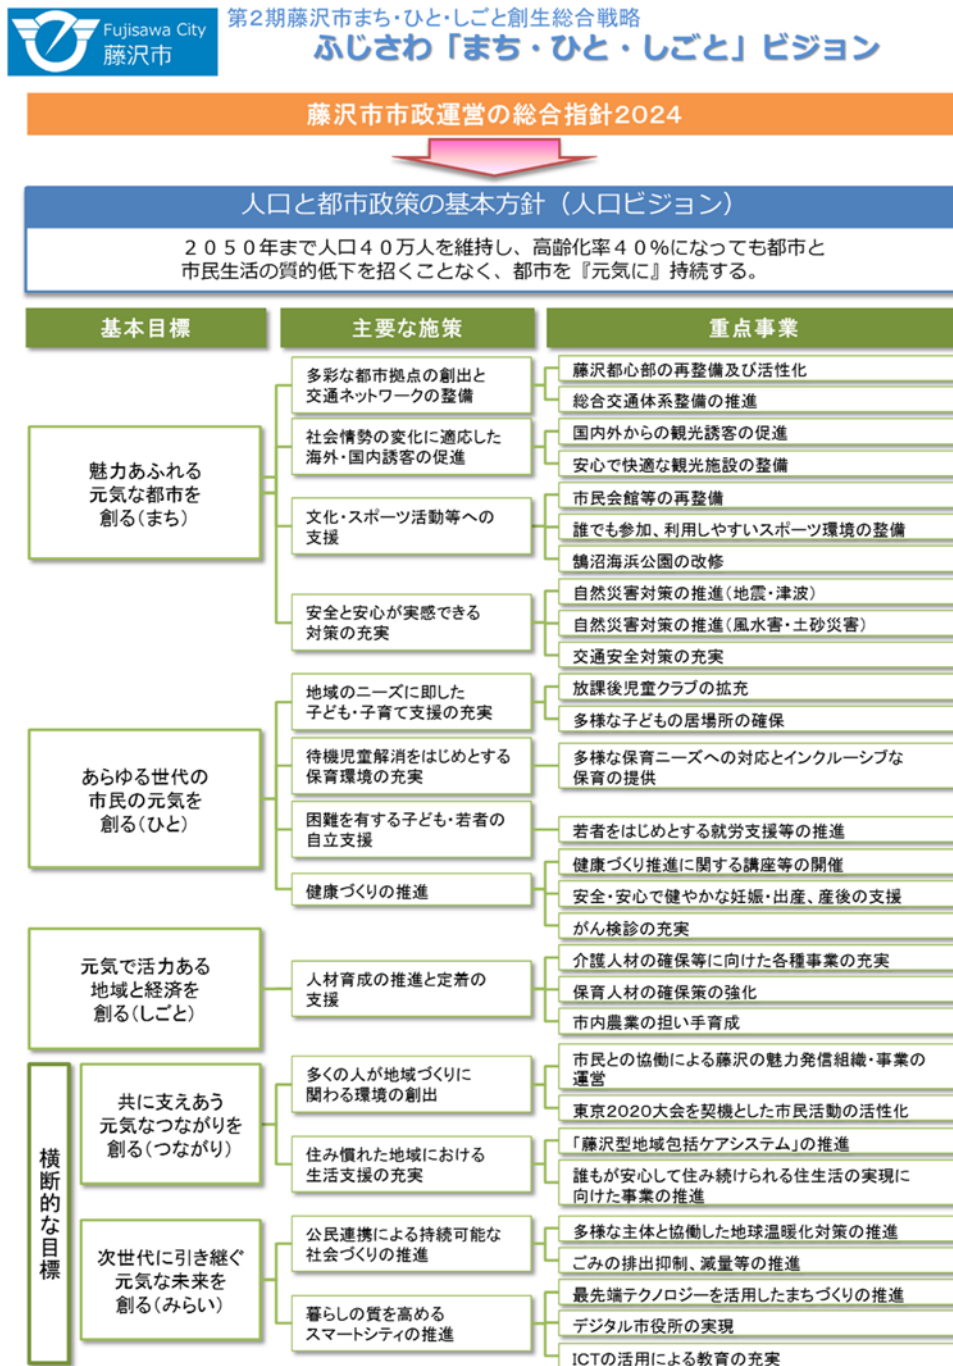 Fujisawa City
藤沢市
第2期藤沢市まち・ひと・しごと創生総合戦略
ふじさわ「まち・ひと・しごと」ビジョン
藤沢市市政運営の総合指針2024
人口と都市政策の基本方針（人口ビジョン）
２０５０年まで人口４０万人を維持し、高齢化率４０％になっても都市と
市民生活の質的低下を招くことなく、都市を『元気に』持続する。
基本目標
主要な施策
重点事業
魅力あふれる
元気な都市を
創る(まち)
多彩な都市拠点の創出と
交通ネットワークの整備
藤沢都心部の再整備及び活性化
総合交通体系整備の推進
社会情勢の変化に適応した
海外・国内誘客の促進
国内外からの観光誘客の促進
安心で快適な観光施設の整備
文化・スポーツ活動等への
支援
市民会館等の再整備
誰でも参加、利用しやすいスポーツ環境の整備
鵠沼海浜公園の改修
安全と安心が実感できる
対策の充実
自然災害対策の推進(地震・津波)
自然災害対策の推進(風水害・土砂災害)
交通安全対策の充実
あらゆる世代の
市民の元気を
創る(ひと)
地域のニーズに即した
子ども・子育て支援の充実
放課後児童クラブの拡充
多様な子どもの居場所の確保
待機児童解消をはじめとする
保育環境の充実
多様な保育ニーズへの対応とインクルーシブな
保育の提供
困難を有する子ども・若者の
自立支援
若者をはじめとする就労支援等の推進
健康づくりの推進
健康づくり推進に関する講座等の開催
安全・安心で健やかな妊娠・出産、産後の支援
がん検診の充実
元気で活力ある
地域と経済を
創る(しごと)
人材育成の推進と定着の
支援
介護人材の確保等に向けた各種事業の充実
保育人材の確保策の強化
市内農業の担い手育成
横断的な目標
共に支えあう
元気なつながりを
創る(つながり)
多くの人が地域づくりに
関わる環境の創出
市民との協働による藤沢の魅力発信組織・事業の
運営
東京2020大会を契機とした市民活動の活性化
住み慣れた地域における
生活支援の充実
「藤沢型地域包括ケアシステム」の推進
誰もが安心して住み続けられる住生活の実現に
向けた事業の推進
次世代に引き継ぐ
元気な未来を
創る(みらい)
公民連携による持続可能な
社会づくりの推進
多様な主体と協働した地球温暖化対策の推進
ごみの排出抑制、減量等の推進
暮らしの質を高める
スマートシティの推進
最先端テクノロジーを活用したまちづくりの推進
デジタル市役所の実現
ICTの活用による教育の充実